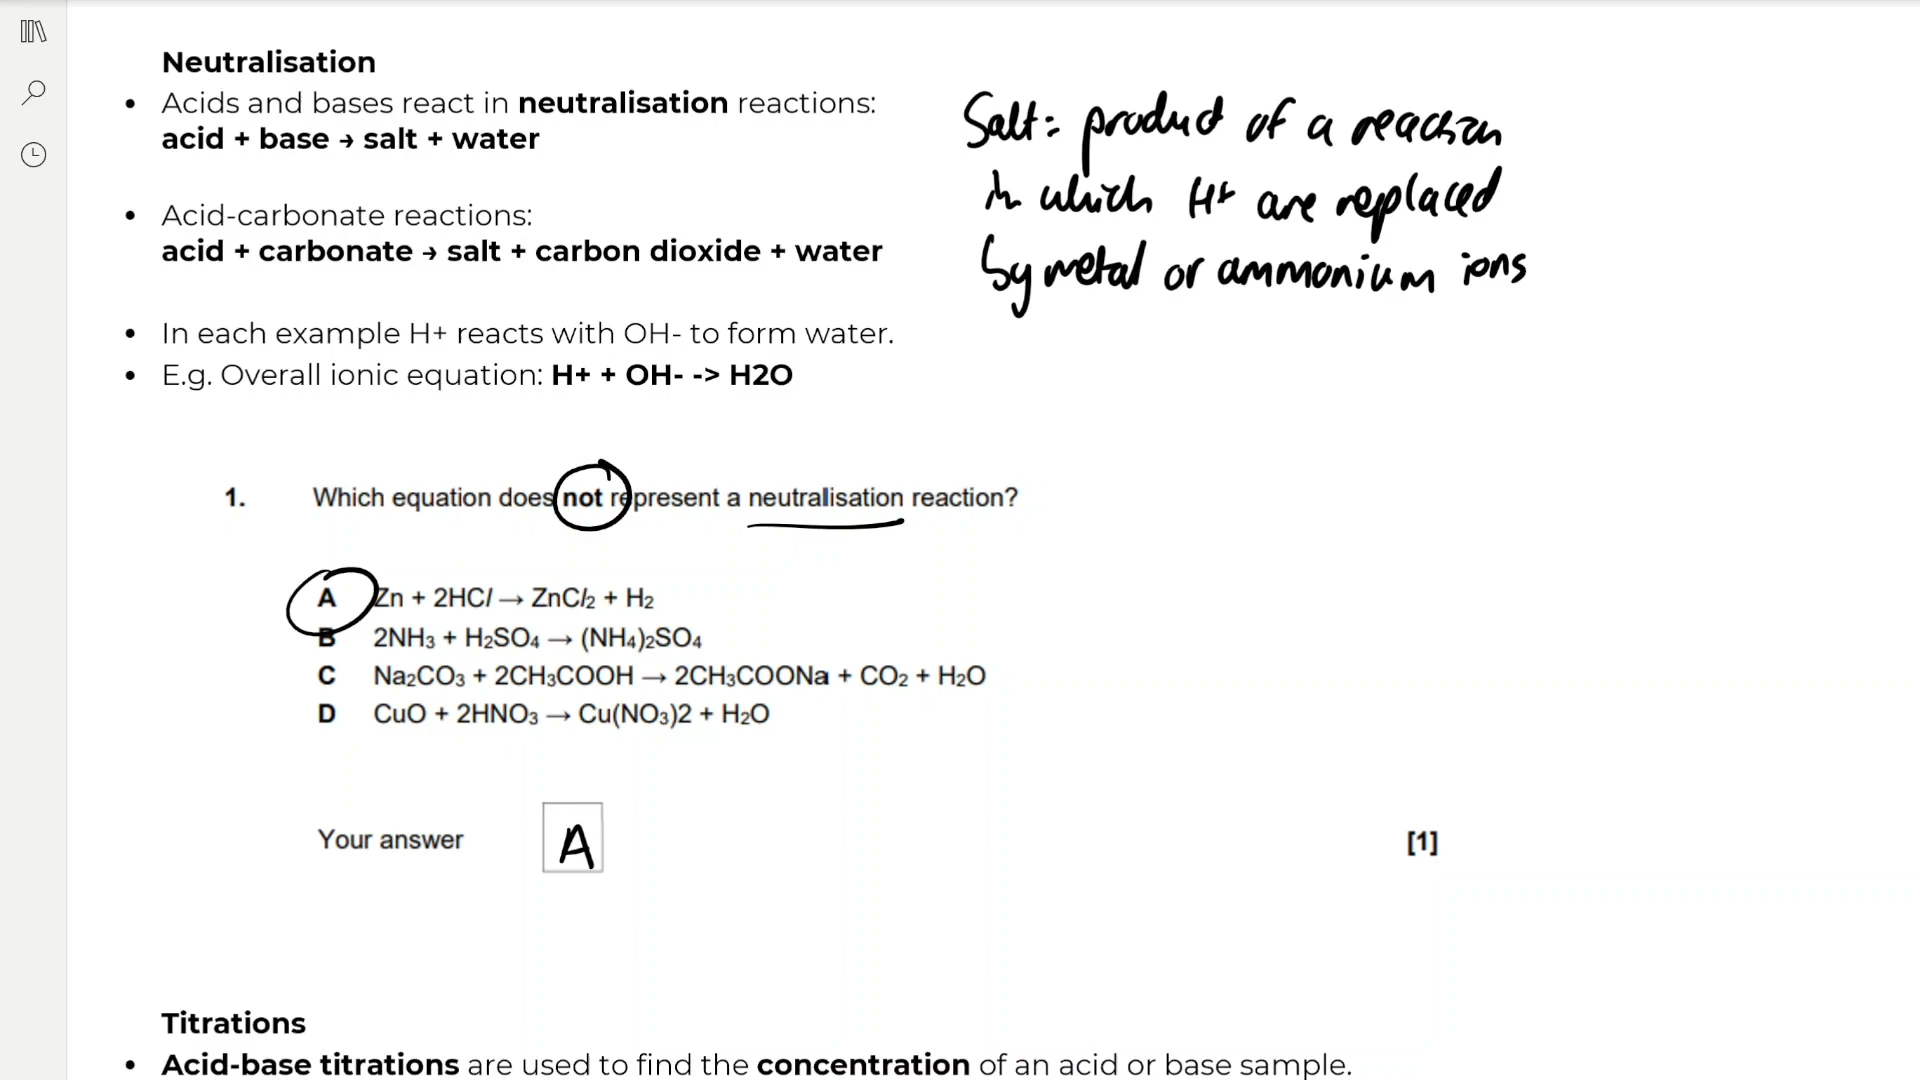 Neutralisation
• Acids and bases react in neutralisation reactions:
acid + base → salt + water
Salt: product of a reaction
in which H+ are replaced
by metal or ammonium ions
• Acid-carbonate reactions:
acid + carbonate → salt + carbon dioxide + water
• In each example H+ reacts with OH- to form water.
• E.g. Overall ionic equation: H+ + OH- -> H2O
1. Which equation does not represent a neutralisation reaction?
A Zn + 2HCl → ZnCl₂ + H₂
B 2NH₃ + H₂SO₄ → (NH₄)₂SO₄
C Na₂CO₃ + 2CH₃COOH → 2CH₃COONa + CO₂ + H₂O
D CuO + 2HNO₃ → Cu(NO₃)2 + H₂O
Your answer A [1]
Titrations
• Acid-base titrations are used to find the concentration of an acid or base sample.